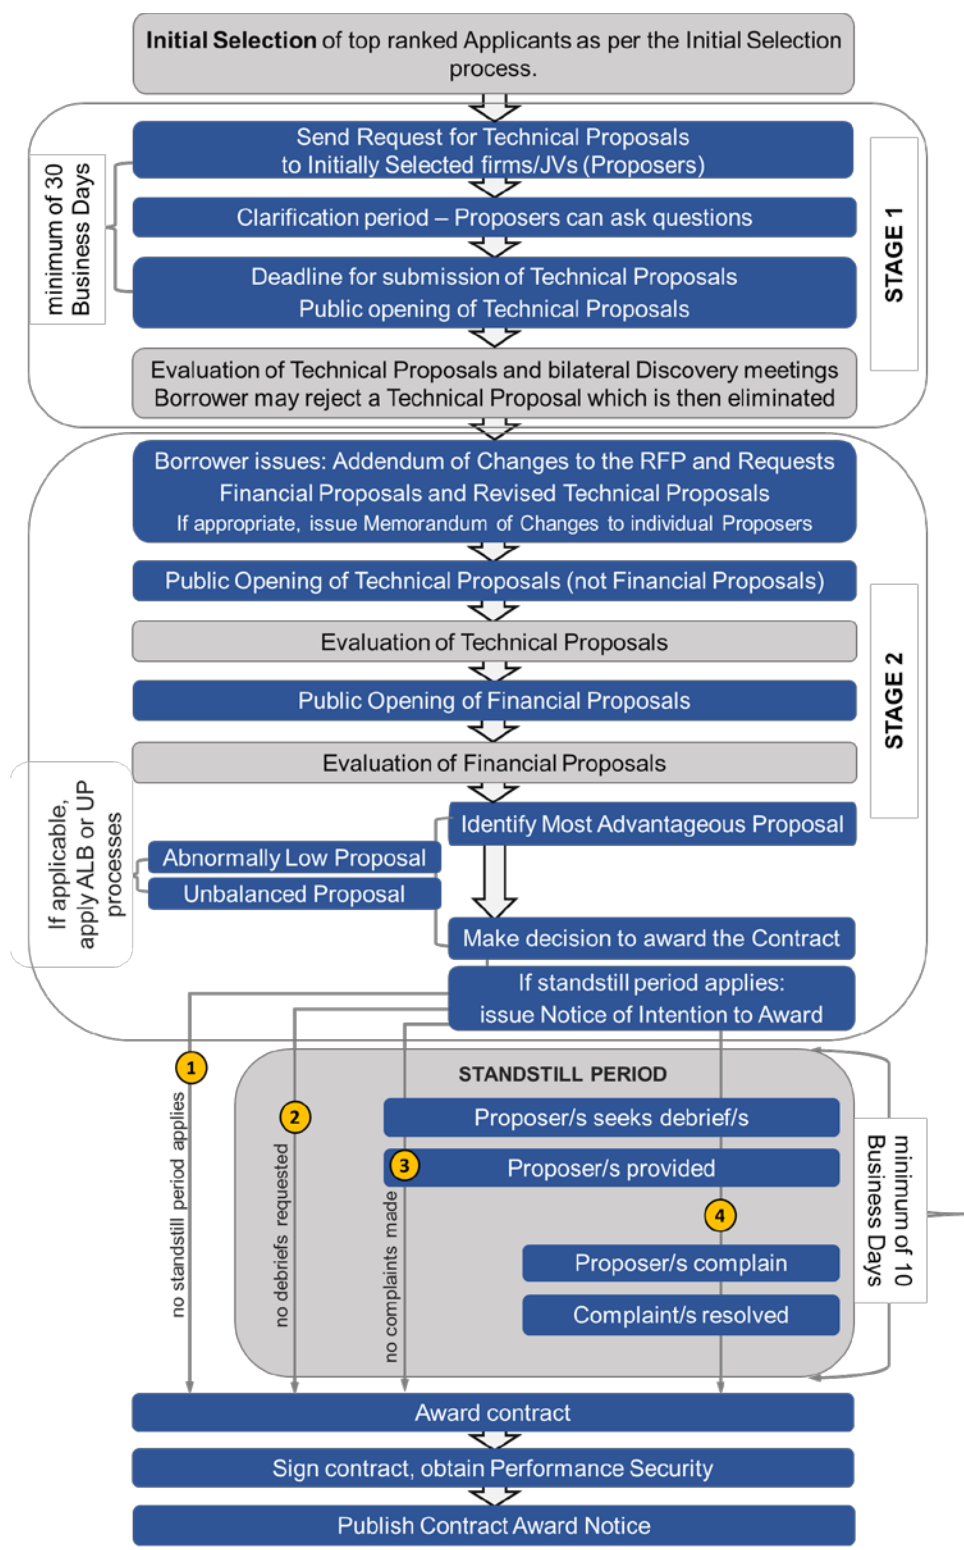 Initial Selection of top ranked Applicants as per the Initial Selection
process.
Send Request for Technical Proposals
to Initially Selected firms/JVs (Proposers)
minimum of 30
Business Days
Clarification period – Proposers can ask questions
STAGE 1
Deadline for submission of Technical Proposals
Public opening of Technical Proposals
Evaluation of Technical Proposals and bilateral Discovery meetings
Borrower may reject a Technical Proposal which is then eliminated
Borrower issues: Addendum of Changes to the RFP and Requests
Financial Proposals and Revised Technical Proposals
If appropriate, issue Memorandum of Changes to individual Proposers
Public Opening of Technical Proposals (not Financial Proposals)
Evaluation of Technical Proposals
STAGE 2
Public Opening of Financial Proposals
Evaluation of Financial Proposals
If applicable,
apply ALB or UP
processes
Identify Most Advantageous Proposal
Abnormally Low Proposal
Unbalanced Proposal
Make decision to award the Contract
If standstill period applies:
issue Notice of Intention to Award
1
no standstill period applies
STANDSTILL PERIOD
2
no debriefs requested
Proposer/s seeks debrief/s
3
Proposer/s provided
no complaints made
4
minimum of 10
Business Days
Proposer/s complain
Complaint/s resolved
Award contract
Sign contract, obtain Performance Security
Publish Contract Award Notice